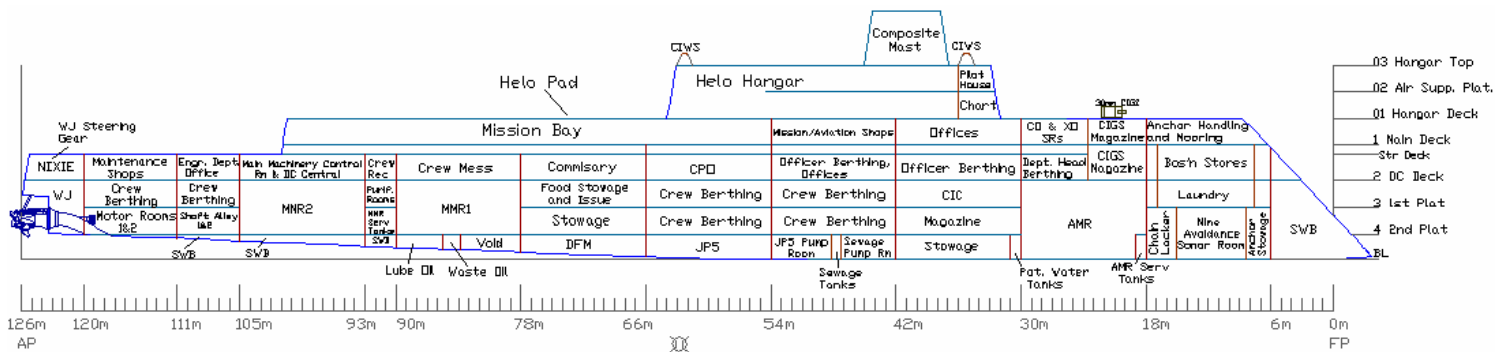 Composite
Mast
CIWS
CIWS
Helo Pad
Helo Hangar
Pilot
House
Chart
03 Hangar Top
02 Air Supp. Plat.
01 Hangar Deck
1 Main Deck
Str Deck
2 DC Deck
3 1st Plat
4 2nd Plat
BL
30mm CIGS
WJ Steering
Gear
Mission Bay
Mission/Aviation Shops
Offices
CO & XO
SRs
CIGS
Magazine
Anchor Handling
and Mooring
NIXIE
Maintenance
Shops
Engr. Dept.
Office
Main Machinery Control
Rm & DC Central
Crew
Rec
Crew Mess
Commisary
CPO
Officer Berthing,
Offices
Officer Berthing
Dept. Head
Berthing
CIGS
Magazine
Bos'n Stores
WJ
Crew
Berthing
Crew
Berthing
MNR2
Purif.
Rooms
MMR1
Food Stowage
and Issue
Crew Berthing
Crew Berthing
CIC
AMR
Laundry
SWB
Motor Rooms
1&2
Shaft Alley
1&2
MMR
Serv
Tanks
Stowage
Crew Berthing
Crew Berthing
Magazine
Chain
Locker
Mine
Avoidance
Sonar Room
Anchor
Stowage
SWB
SWB
SWB
Lube Oil
Waste Oil
Void
DFM
JP5
JP5 Pump
Room
Sewage
Pump Rm
Stowage
Sewage
Tanks
Pot. Water
Tanks
AMR Serv
Tanks
126m 120m 111m 105m 93m 90m 78m 66m 54m 42m 30m 18m 6m 0m
AP FP